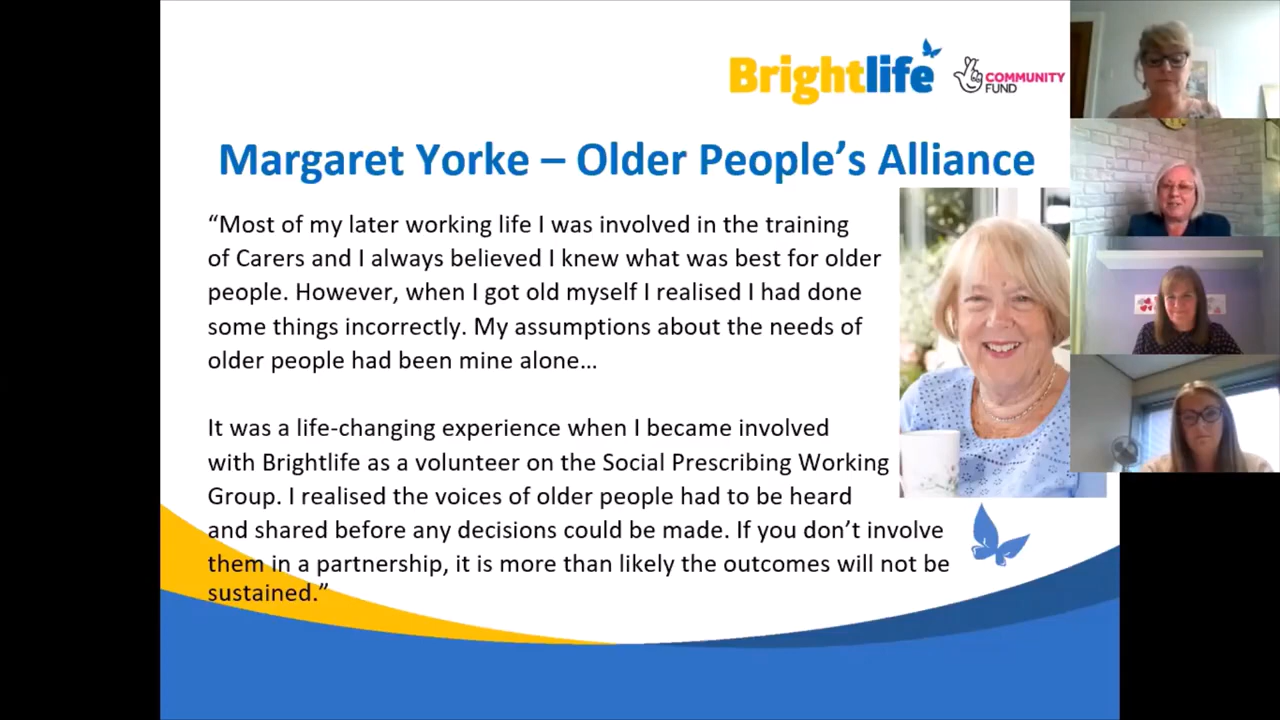 Brightlife
COMMUNITY
FUND
Margaret Yorke – Older People’s Alliance
“Most of my later working life I was involved in the training
of Carers and I always believed I knew what was best for older
people. However, when I got old myself I realised I had done
some things incorrectly. My assumptions about the needs of
older people had been mine alone…
It was a life-changing experience when I became involved
with Brightlife as a volunteer on the Social Prescribing Working
Group. I realised the voices of older people had to be heard
and shared before any decisions could be made. If you don’t involve
them in a partnership, it is more than likely the outcomes will not be
sustained.”